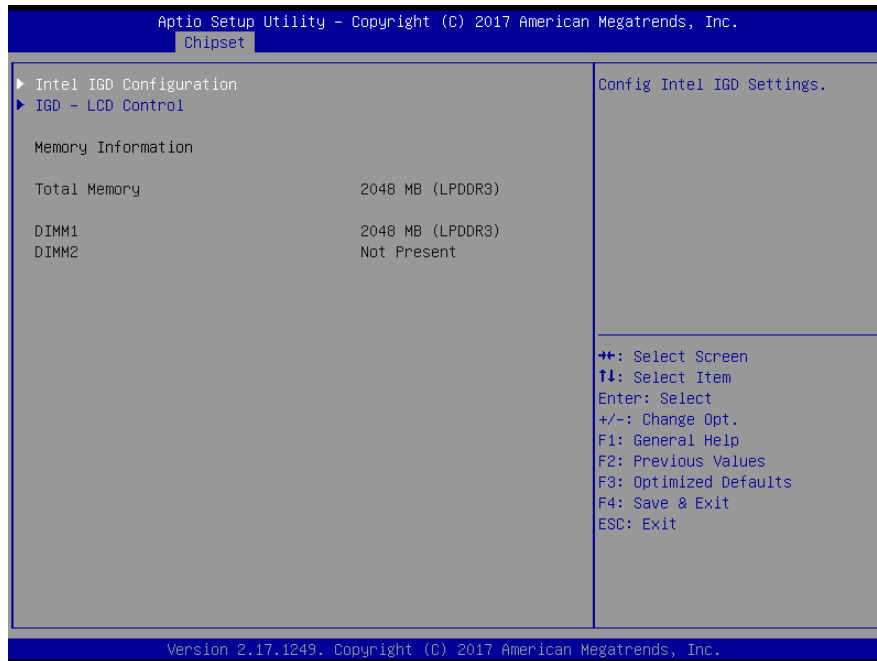 Aptio Setup Utility – Copyright (C) 2017 American Megatrends, Inc.
Chipset
▶ Intel IGD Configuration
▶ IGD – LCD Control
Memory Information
Total Memory 2048 MB (LPDDR3)
DIMM1 2048 MB (LPDDR3)
DIMM2 Not Present
Config Intel IGD Settings.
→←: Select Screen
↑↓: Select Item
Enter: Select
+/-: Change Opt.
F1: General Help
F2: Previous Values
F3: Optimized Defaults
F4: Save & Exit
ESC: Exit
Version 2.17.1249. Copyright (C) 2017 American Megatrends, Inc.